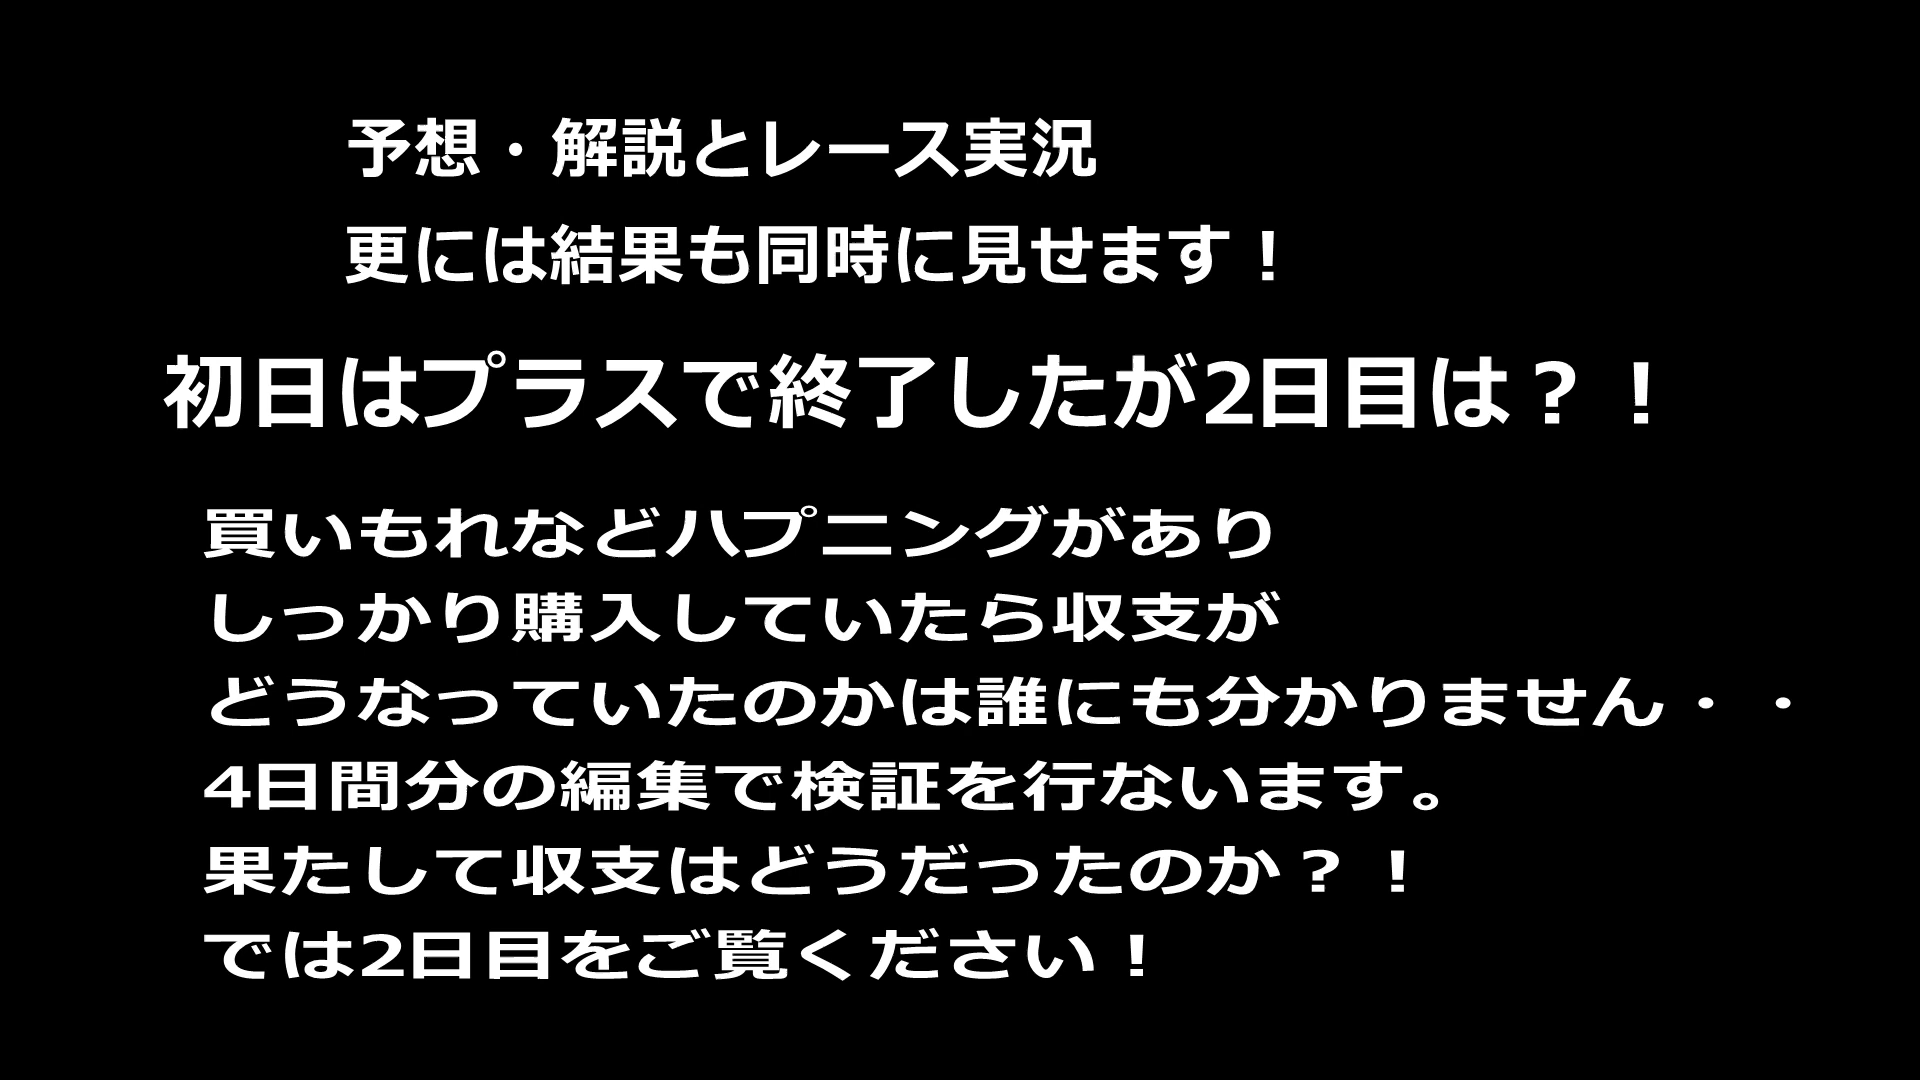 予想・解説とレース実況
更には結果も同時に見せます！
初日はプラスで終了したが2日目は？！
買いもれなどハプニングがあり
しっかり購入していたら収支が
どうなっていたのかは誰にも分かりません・・
4日間分の編集で検証を行ないます。
果たして収支はどうだったのか？！
では2日目をご覧ください！